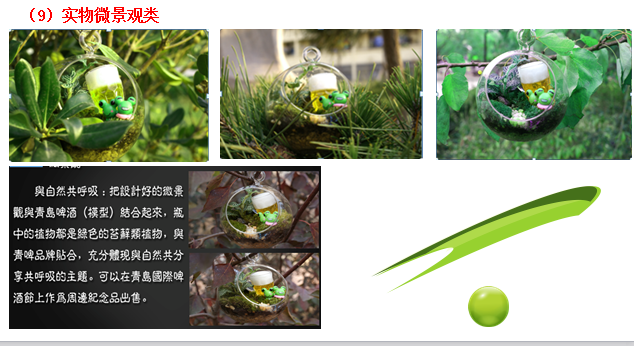 （9）实物微景观类
與自然共呼吸：把設計好的微景
觀與青島啤酒（模型）結合起來，瓶
中的植物都是綠色的苔蘚類植物，與
青啤品牌貼合，充分體現與自然共分
享共呼吸的主題。可以在青島國際啤
酒節上作爲周邊紀念品出售。